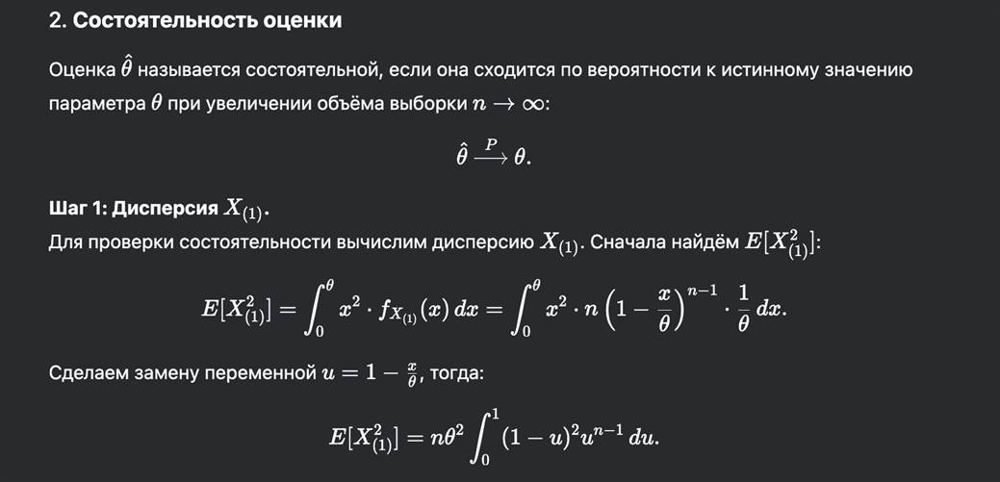 2. Состоятельность оценки
Оценка $\hat{\theta}$ называется состоятельной, если она сходится по вероятности к истинному значению
параметра $\theta$ при увеличении объёма выборки $n \to \infty$:
$\hat{\theta} \xrightarrow{P} \theta.$
Шаг 1: Дисперсия $X_{(1)}$.
Для проверки состоятельности вычислим дисперсию $X_{(1)}$. Сначала найдём $E[X_{(1)}^2]$:
$E[X_{(1)}^2] = \int_0^\theta x^2 \cdot f_{X_{(1)}}(x)\, dx = \int_0^\theta x^2 \cdot n \left(1 - \frac{x}{\theta}\right)^{n-1} \cdot \frac{1}{\theta}\, dx.$
Сделаем замену переменной $u = 1 - \frac{x}{\theta}$, тогда:
$E[X_{(1)}^2] = n\theta^2 \int_0^1 (1 - u)^2 u^{n-1}\, du.$